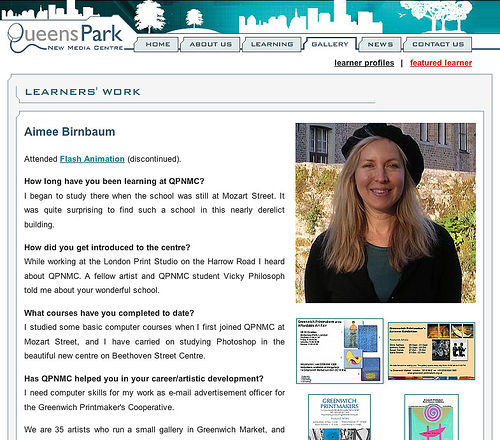 QueensPark
NEW MEDIA CENTRE
HOME
ABOUT US
LEARNING
GALLERY
NEWS
CONTACT US
learner profiles | featured learner
LEARNERS' WORK
Aimee Birnbaum
Attended Flash Animation (discontinued).
How long have you been learning at QPNMC?
I began to study there when the school was still at Mozart Street. It
was quite surprising to find such a school in this nearly derelict
building.
How did you get introduced to the centre?
While working at the London Print Studio on the Harrow Road I heard
about QPNMC. A fellow artist and QPNMC student Vicky Philosoph
told me about your wonderful school.
What courses have you completed to date?
I studied some basic computer courses when I first joined QPNMC at
Mozart Street, and I have carried on studying Photoshop in the
beautiful new centre on Beethoven Street Centre.
Has QPNMC helped you in your career/artistic development?
I need computer skills for my work as e-mail advertisement officer for
the Greenwich Printmaker's Cooperative.
We are 35 artists who run a small gallery in Greenwich Market, and
GREENWICH
PRINTMAKERS